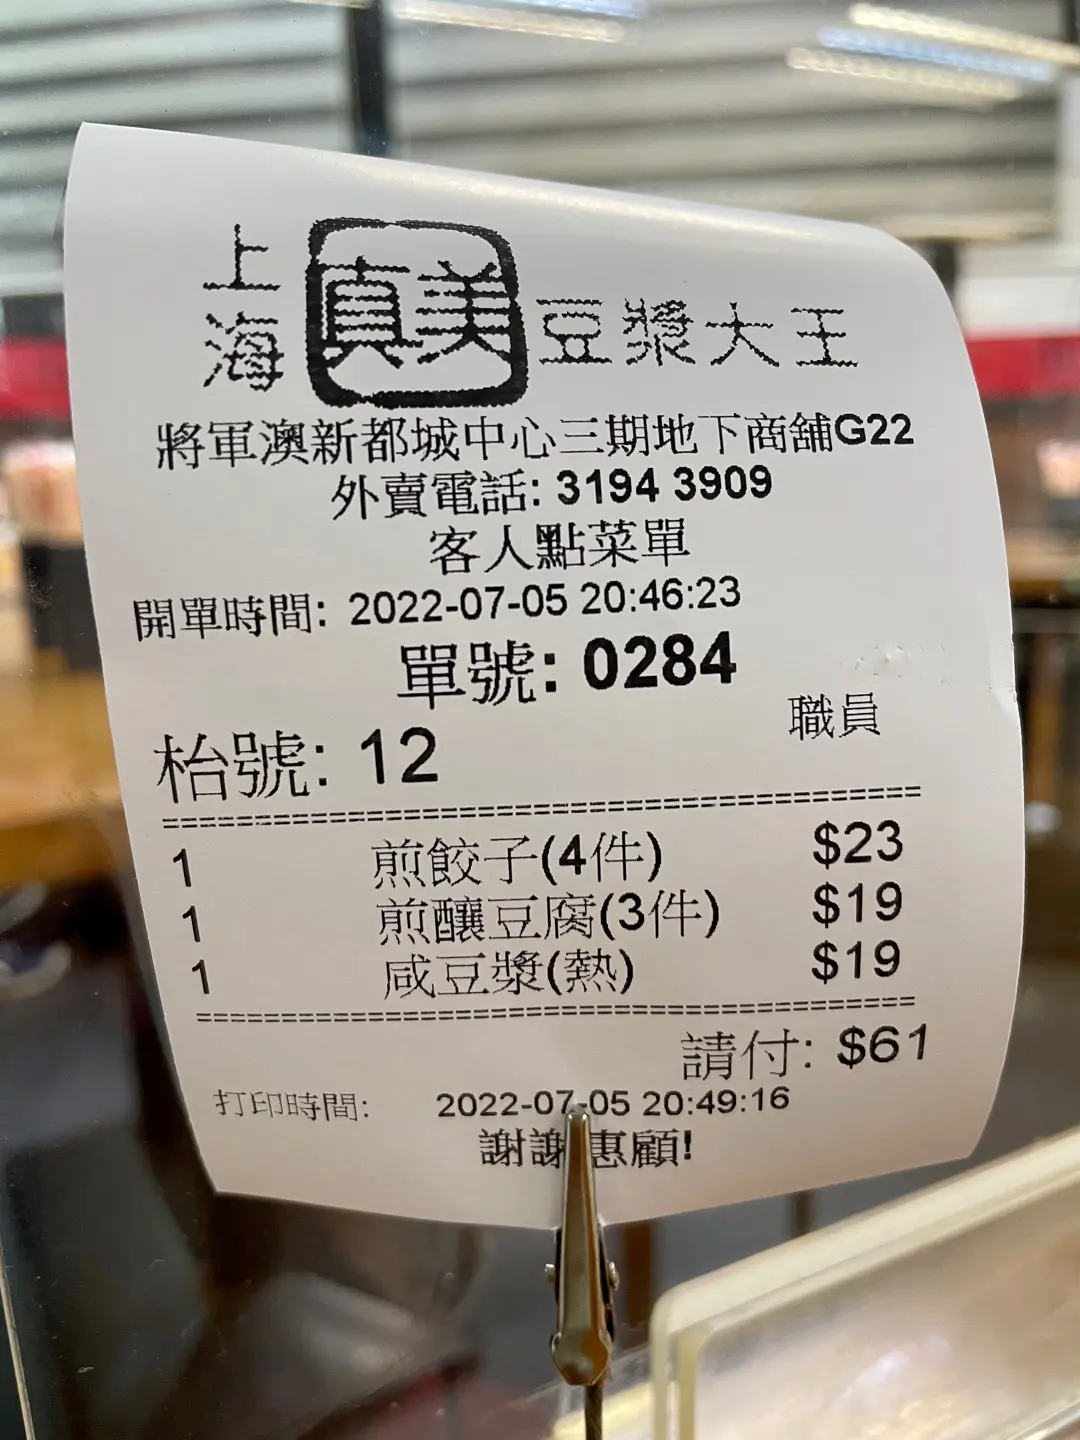 上海 真美 豆漿大王
將軍澳新都城中心三期地下商舖G22
外賣電話: 3194 3909
客人點菜單
開單時間: 2022-07-05 20:46:23
單號: 0284
職員
枱號: 12
1 煎餃子(4件) $23
1 煎釀豆腐(3件) $19
1 咸豆漿(熱) $19
請付: $61
打印時間: 2022-07-05 20:49:16
謝謝惠顧!